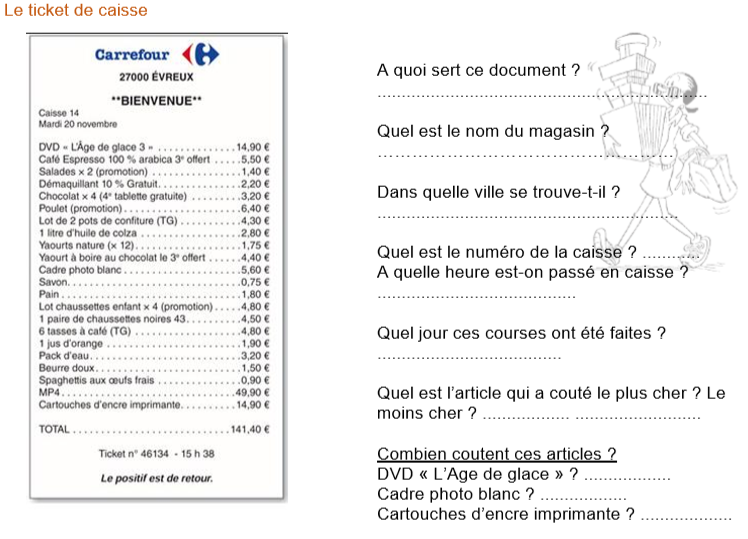 Le ticket de caisse
Carrefour
27000 ÉVREUX
**BIENVENUE**
Caisse 14
Mardi 20 novembre
DVD « L'Âge de glace 3 » . . . . . . . . . . . . . 14,90 €
Café Espresso 100 % arabica 3e offert . . . . . 5,50 €
Salades × 2 (promotion) . . . . . . . . . . . . . . . 1,40 €
Démaquillant 10 % Gratuit. . . . . . . . . . . . . . 2,20 €
Chocolat × 4 (4e tablette gratuite) . . . . . . . . . 3,20 €
Poulet (promotion) . . . . . . . . . . . . . . . . . . . . 6,40 €
Lot de 2 pots de confiture (TG) . . . . . . . . . . . 4,30 €
1 litre d'huile de colza . . . . . . . . . . . . . . . . . 2,80 €
Yaourts nature (× 12) . . . . . . . . . . . . . . . . . . 1,75 €
Yaourt à boire au chocolat le 3e offert . . . . . . 4,40 €
Cadre photo blanc . . . . . . . . . . . . . . . . . . . . 5,60 €
Savon. . . . . . . . . . . . . . . . . . . . . . . . . . . . . 0,75 €
Pain . . . . . . . . . . . . . . . . . . . . . . . . . . . . . . 1,80 €
Lot chaussettes enfant × 4 (promotion) . . . . . 4,80 €
1 paire de chaussettes noires 43. . . . . . . . . . 4,50 €
6 tasses à café (TG) . . . . . . . . . . . . . . . . . . 4,80 €
1 jus d'orange . . . . . . . . . . . . . . . . . . . . . . . 1,90 €
Pack d'eau. . . . . . . . . . . . . . . . . . . . . . . . . . 3,20 €
Beurre doux. . . . . . . . . . . . . . . . . . . . . . . . . 1,50 €
Spaghettis aux œufs frais . . . . . . . . . . . . . . 0,90 €
MP4. . . . . . . . . . . . . . . . . . . . . . . . . . . . . . 49,90 €
Cartouches d'encre imprimante. . . . . . . . . . 14,90 €
TOTAL . . . . . . . . . . . . . . . . . . . . . . . . . . . 141,40 €
Ticket n° 46134 - 15 h 38
Le positif est de retour.
A quoi sert ce document ?
Quel est le nom du magasin ?
Dans quelle ville se trouve-t-il ?
Quel est le numéro de la caisse ? ............
A quelle heure est-on passé en caisse ?
Quel jour ces courses ont été faites ?
Quel est l'article qui a couté le plus cher ? Le
moins cher ? .................. ..........................
Combien coutent ces articles ?
DVD « L'Age de glace » ? ..................
Cadre photo blanc ? ..................
Cartouches d'encre imprimante ? ...................